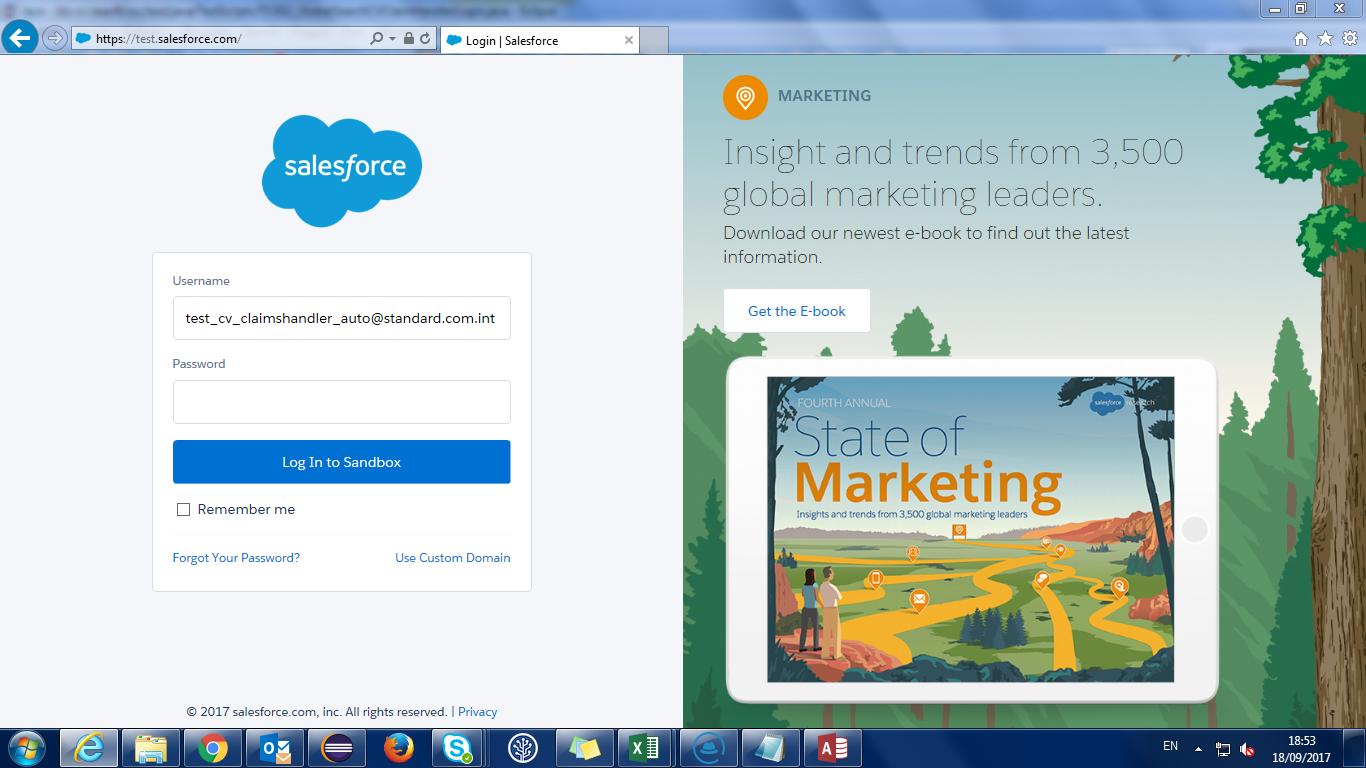 https://test.salesforce.com/
Login | Salesforce
salesforce
Username
test_cv_claimshandler_auto@standard.com.int
Password
Log In to Sandbox
Remember me
Forgot Your Password?
Use Custom Domain
© 2017 salesforce.com, inc. All rights reserved. | Privacy
MARKETING
Insight and trends from 3,500
global marketing leaders.
Download our newest e-book to find out the latest
information.
Get the E-book
FOURTH ANNUAL
salesforce research
State of
Marketing
Insights and trends from 3,500 global marketing leaders
EN
18:53
18/09/2017